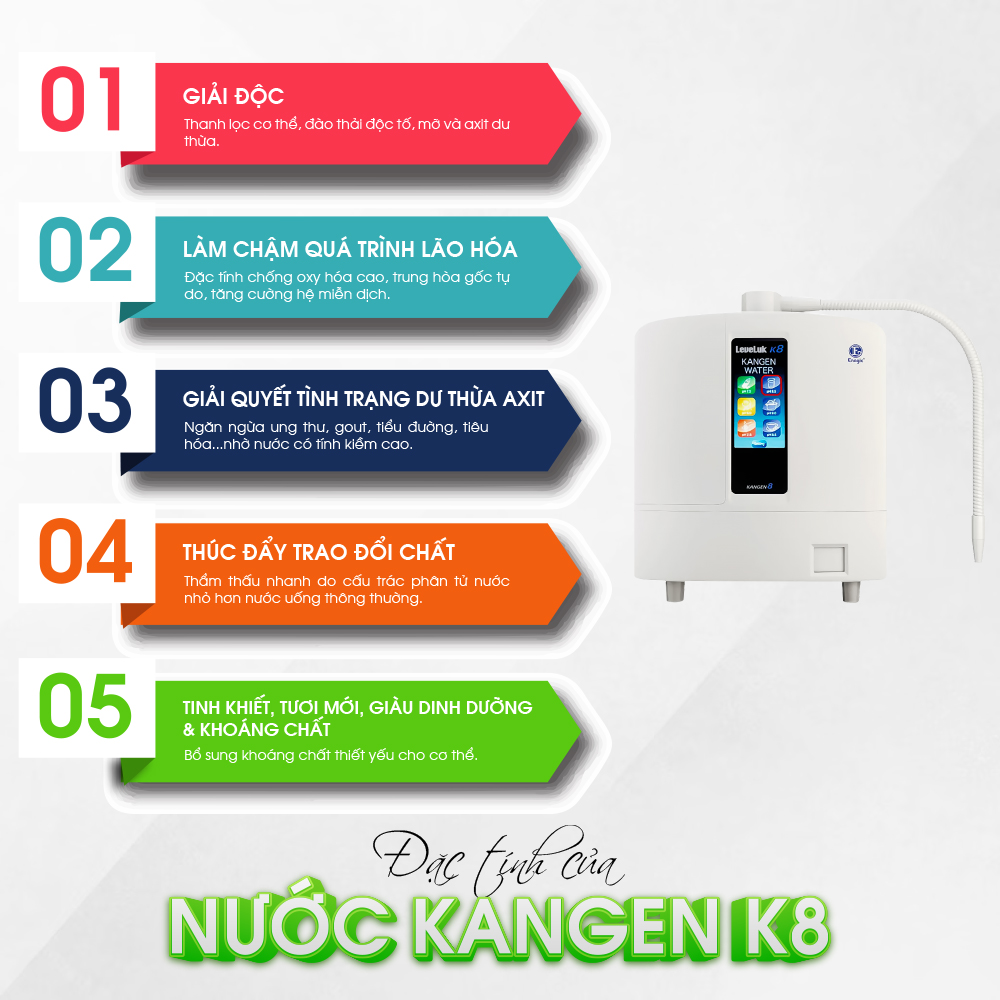 01
GIẢI ĐỘC
Thanh lọc cơ thể, đào thải độc tố, mỡ và axit dư
thừa.
02
LÀM CHẬM QUÁ TRÌNH LÃO HÓA
Đặc tính chống oxy hóa cao, trung hòa gốc tự
do, tăng cường hệ miễn dịch.
03
GIẢI QUYẾT TÌNH TRẠNG DƯ THỪA AXIT
Ngăn ngừa ung thư, gout, tiểu đường, tiêu
hóa...nhờ nước có tính kiềm cao.
04
THÚC ĐẨY TRAO ĐỔI CHẤT
Thẩm thấu nhanh do cấu trác phân tử nước
nhỏ hơn nước uống thông thường.
05
TINH KHIẾT, TƯƠI MỚI, GIÀU DINH DƯỠNG
& KHOÁNG CHẤT
Bổ sung khoáng chất thiết yếu cho cơ thể.
LeveLuk K8
KANGEN
WATER
KANGEN 8
Enagic
Đặc tính của
NƯỚC KANGEN K8